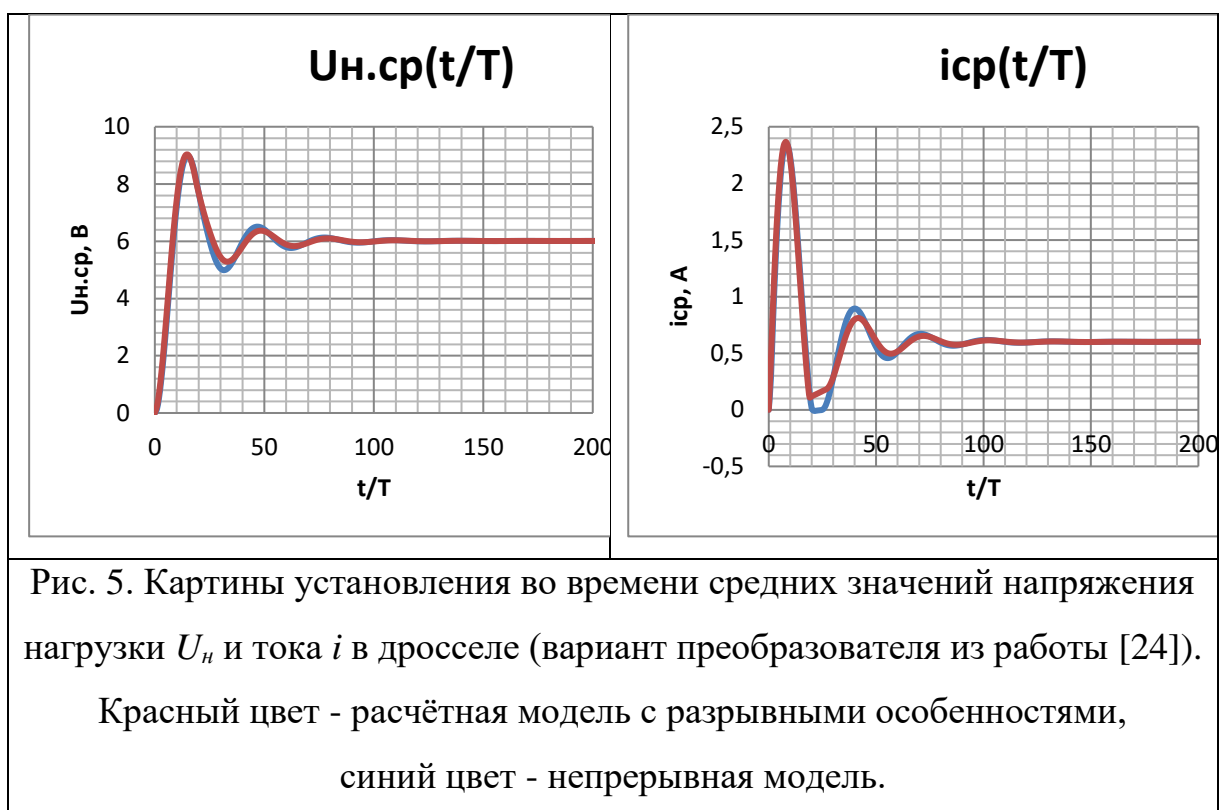 Uн.ср(t/T)
Uн.ср, В
10
8
6
4
2
0
0 50 100 150 200
t/T
iср(t/T)
iср, А
2,5
2
1,5
1
0,5
0
-0,5
0 50 100 150 200
t/T
Рис. 5. Картины установления во времени средних значений напряжения
нагрузки Uн и тока i в дросселе (вариант преобразователя из работы [24]).
Красный цвет - расчётная модель с разрывными особенностями,
синий цвет - непрерывная модель.